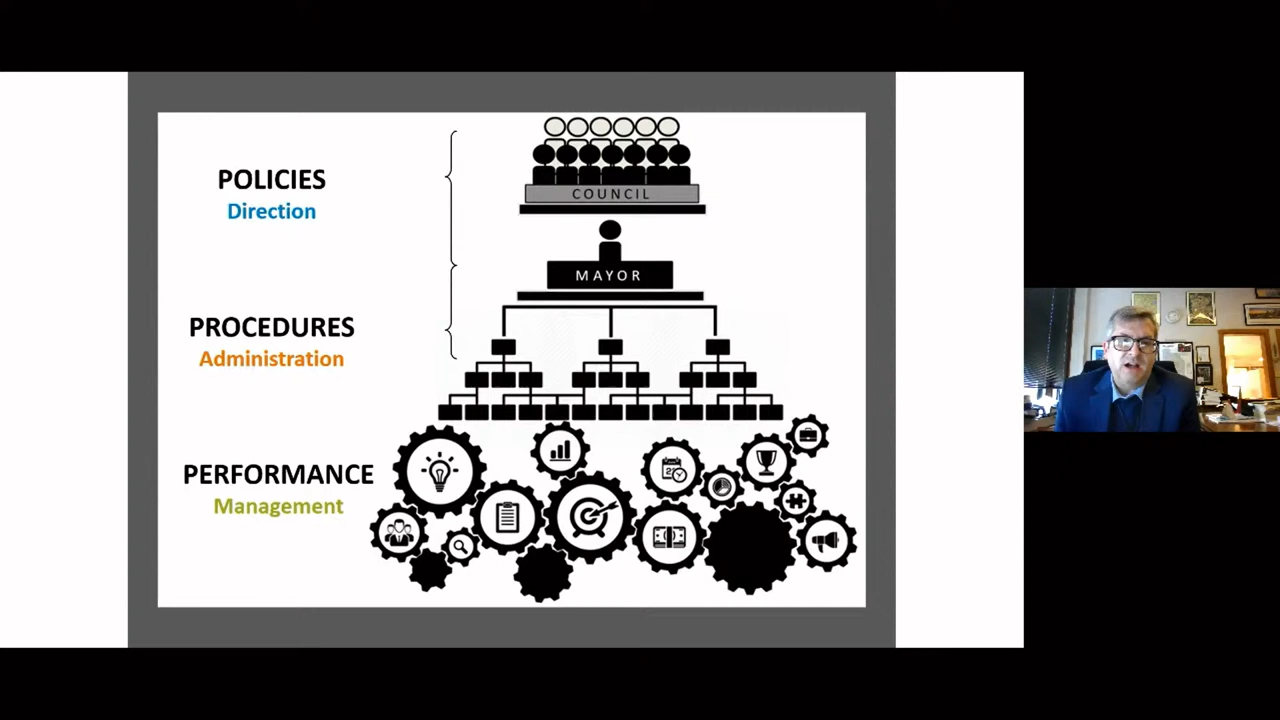 POLICIES
Direction
COUNCIL
MAYOR
PROCEDURES
Administration
PERFORMANCE
Management